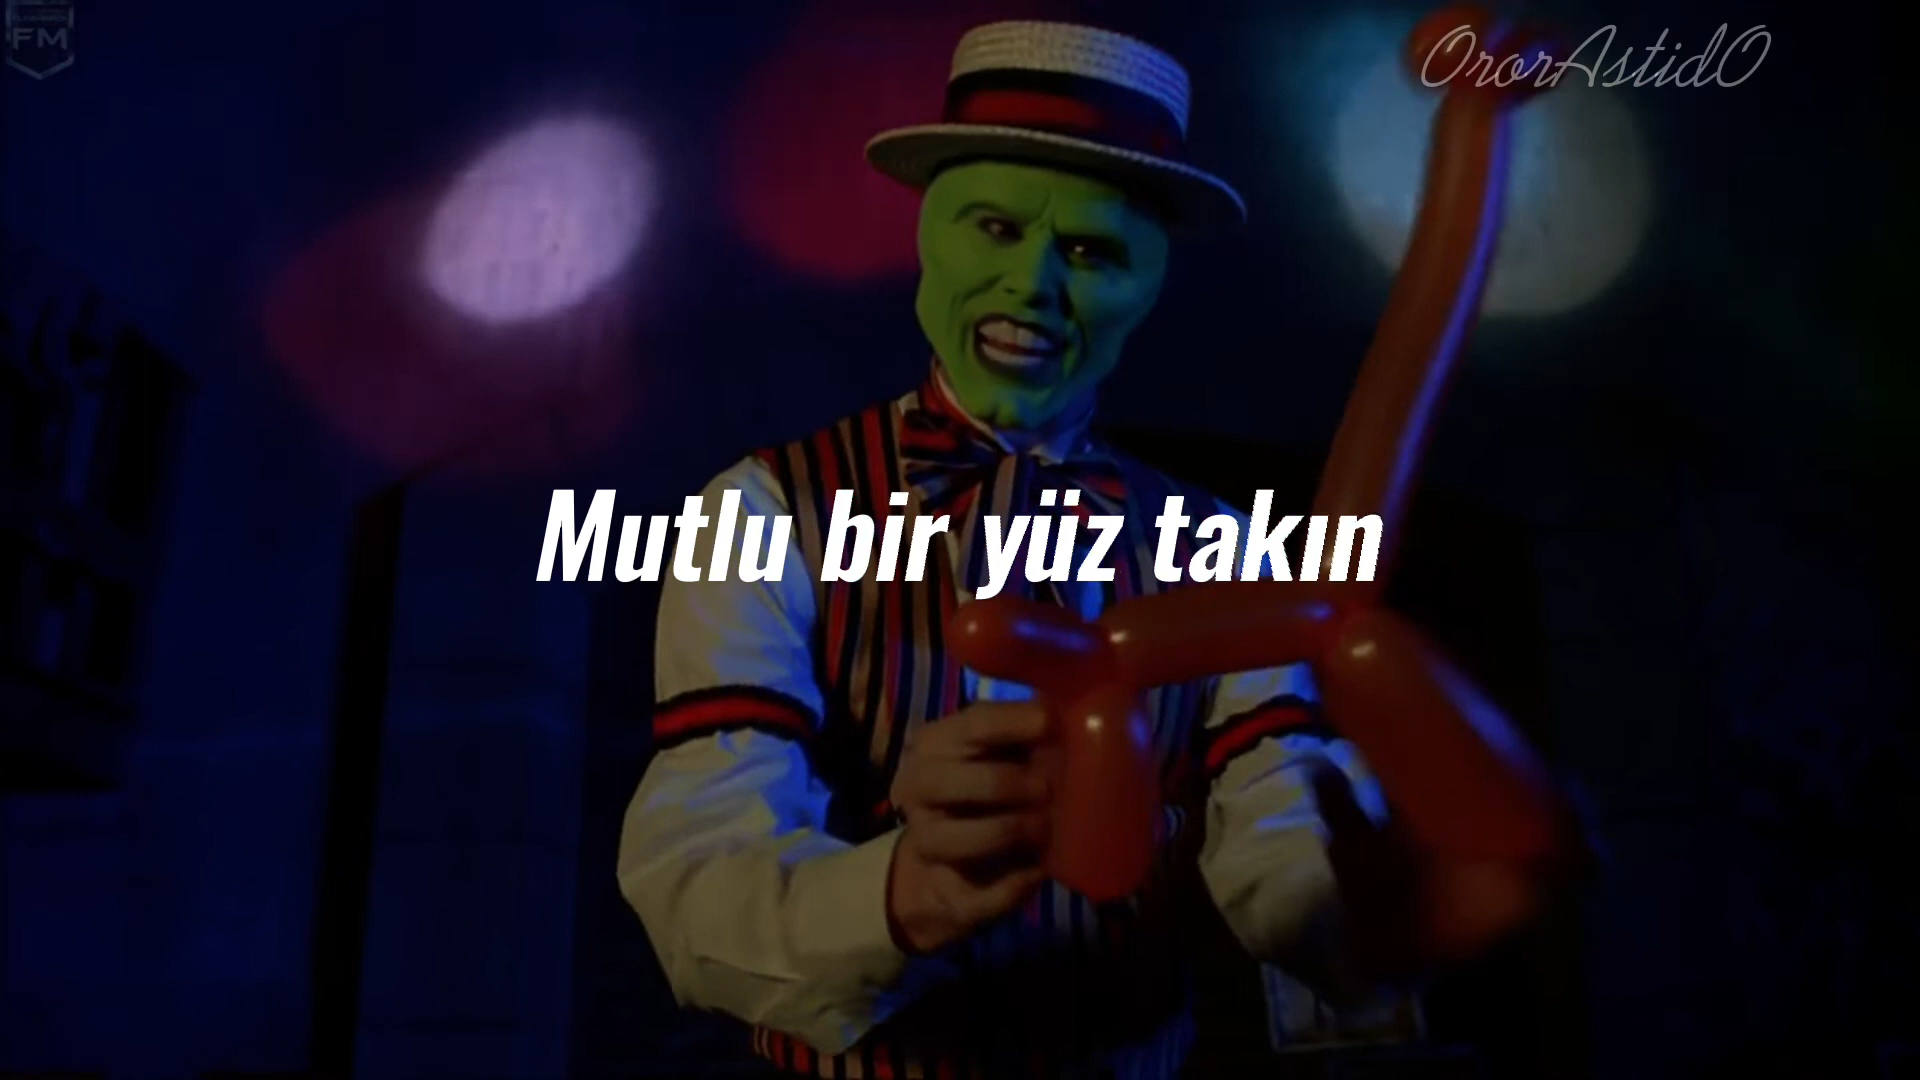 FM
OrorAstidO
Mutlu bir yüz takın